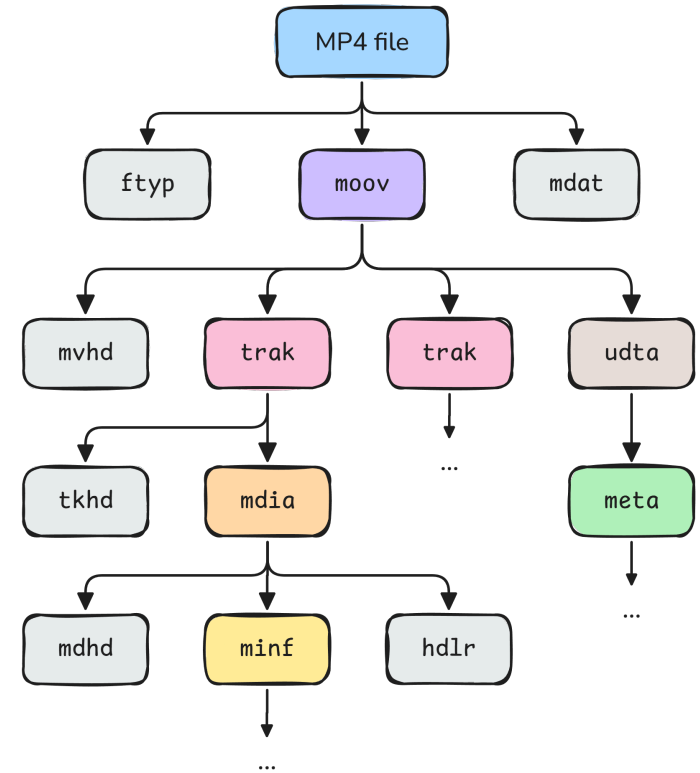 MP4 file
ftyp
moov
mdat
mvhd
trak
trak
udta
tkhd
mdia
...
meta
mdhd
minf
hdlr
...
...